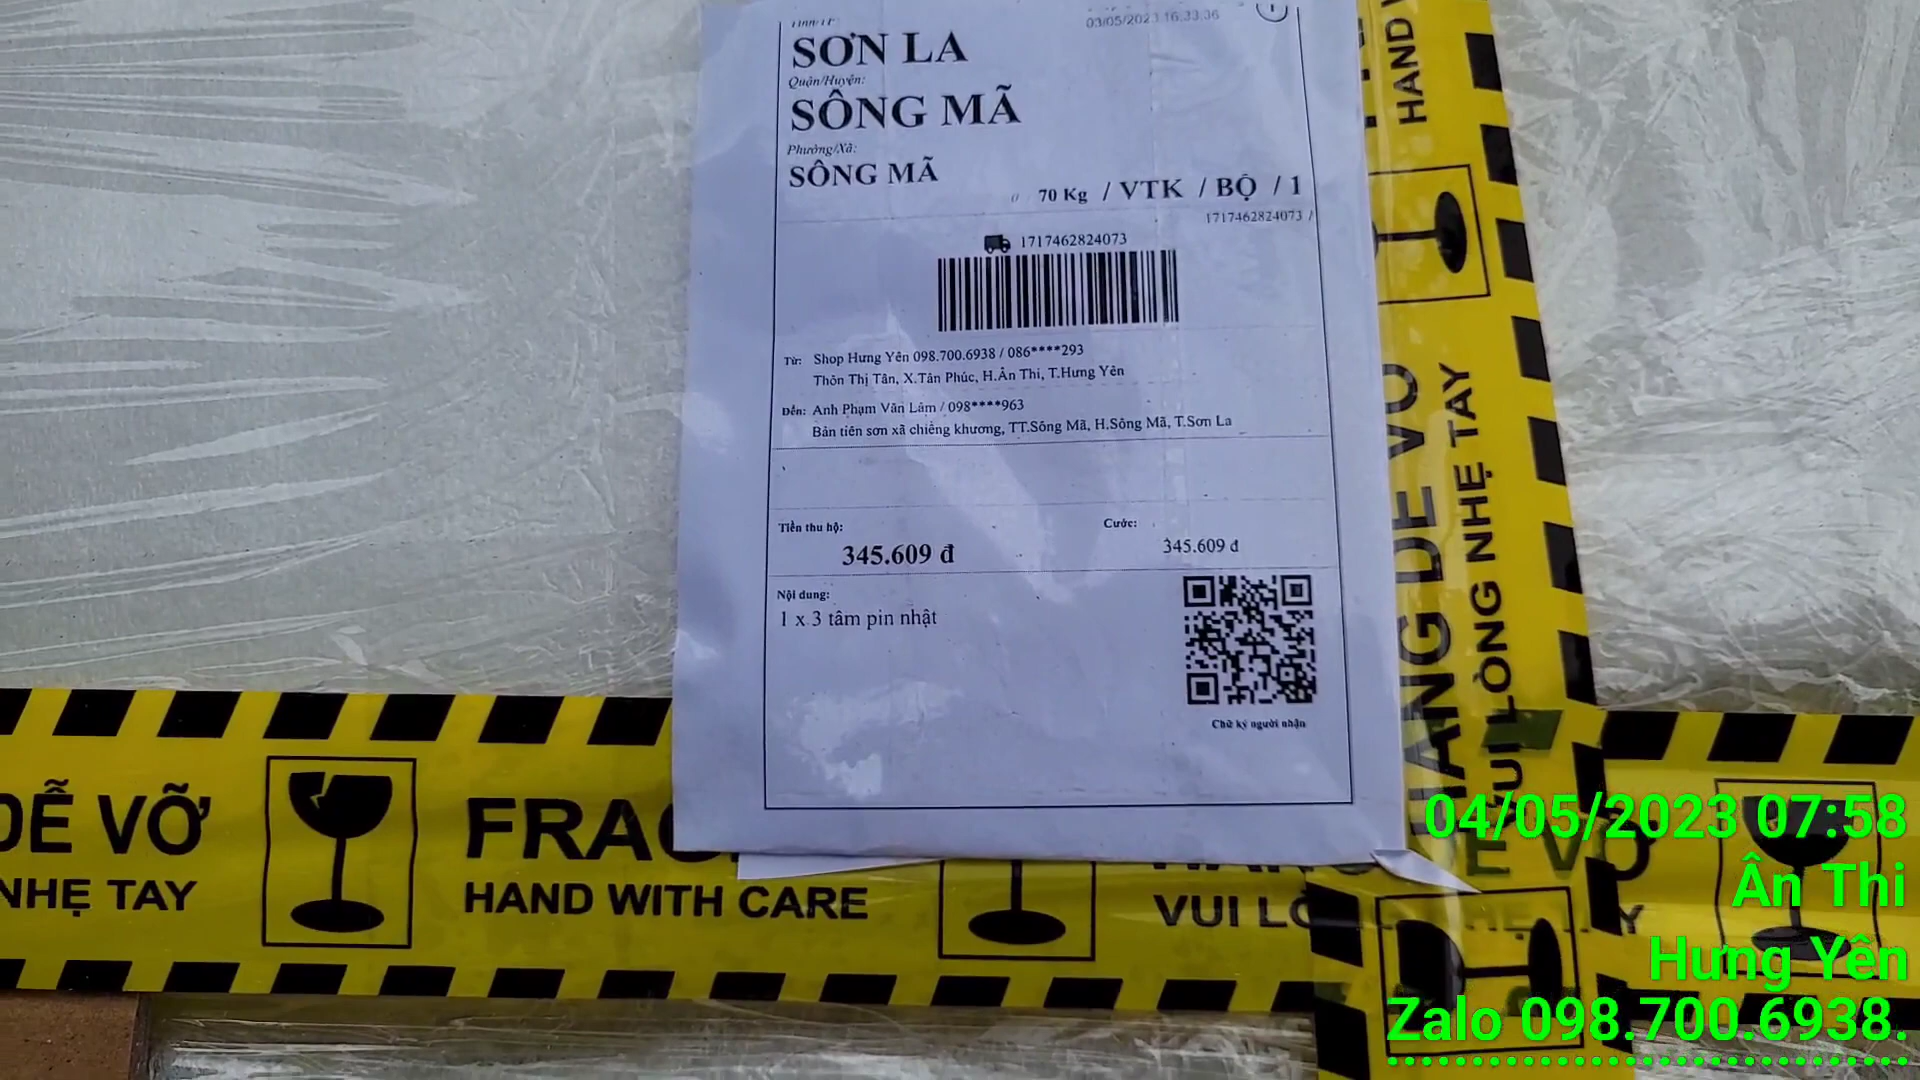 03/05/2023 16:33:36
SƠN LA
Quận/Huyện:
SÔNG MÃ
Phường/Xã:
SÔNG MÃ
70 Kg / VTK / BỘ / 1
1717462824073 /
1717462824073
Từ: Shop Hưng Yên 098.700.6938 / 086****293
Thôn Thị Tân, X.Tân Phúc, H.Ân Thi, T.Hưng Yên
Đến: Anh Phạm Văn Lâm / 098****963
Bản tiên sơn xã chiềng khương, TT.Sông Mã, H.Sông Mã, T.Sơn La
Tiền thu hộ:
Cước:
345.609 đ
345.609 đ
Nội dung:
1 x 3 tâm pin nhật
Chữ ký người nhận
HAND
HÀNG DỄ VỠ
VUI LÒNG NHẸ TAY
DỄ VỠ
NHẸ TAY
FRAG
HAND WITH CARE
VUI LÒ
04/05/2023 07:58
Ân Thi
Hưng Yên
Zalo 098.700.6938.